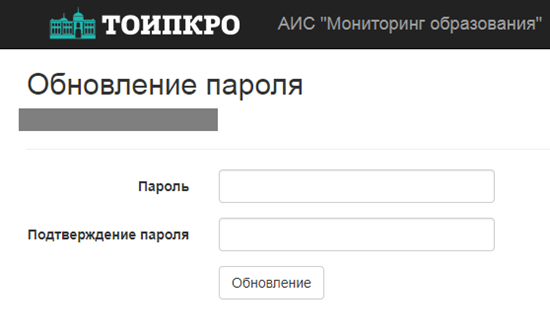 ТОИПКРО АИС "Мониторинг образования"
Обновление пароля
Пароль
Подтверждение пароля
Обновление